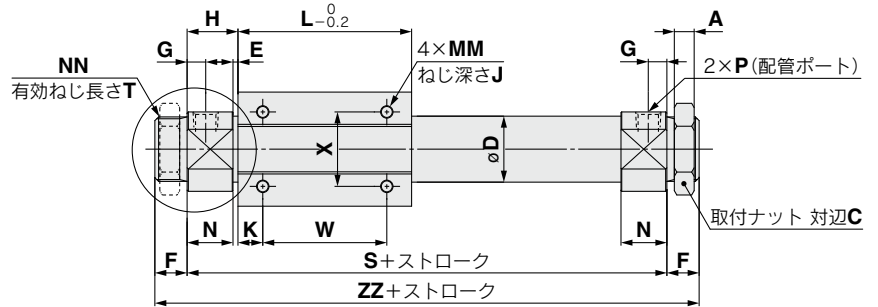 H
L 0 -0.2
A
G
E
4×MM
ねじ深さJ
G
2×P(配管ポート)
NN
有効ねじ長さT
X
øD
取付ナット 対辺C
N
K
W
N
F
S+ストローク
F
ZZ+ストローク